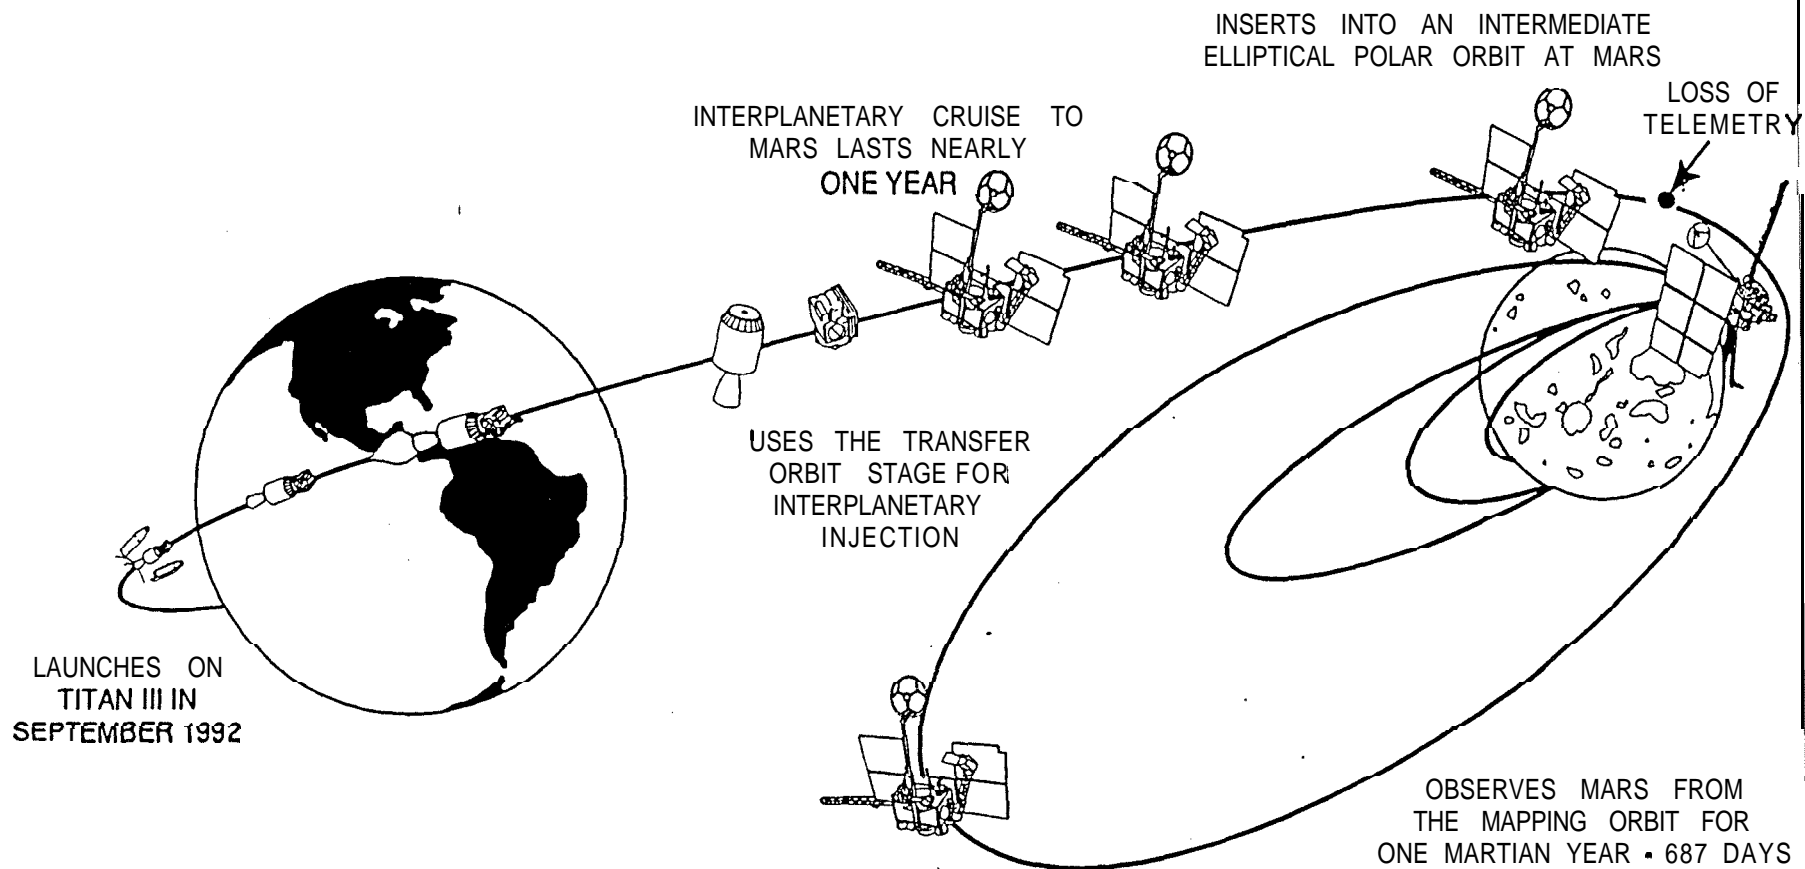 INSERTS INTO AN INTERMEDIATE
ELLIPTICAL POLAR ORBIT AT MARS
LOSS OF
TELEMETRY
INTERPLANETARY CRUISE TO
MARS LASTS NEARLY
ONE YEAR
USES THE TRANSFER
ORBIT STAGE FOR
INTERPLANETARY
INJECTION
LAUNCHES ON
TITAN III IN
SEPTEMBER 1992
OBSERVES MARS FROM
THE MAPPING ORBIT FOR
ONE MARTIAN YEAR - 687 DAYS